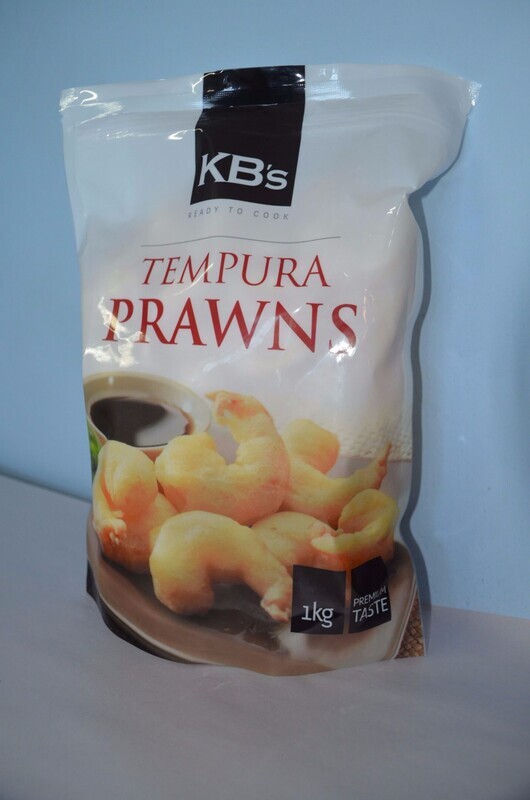 KB's
READY TO COOK
TEMPURA
PRAWNS
1kg
PREMIUM
TASTE